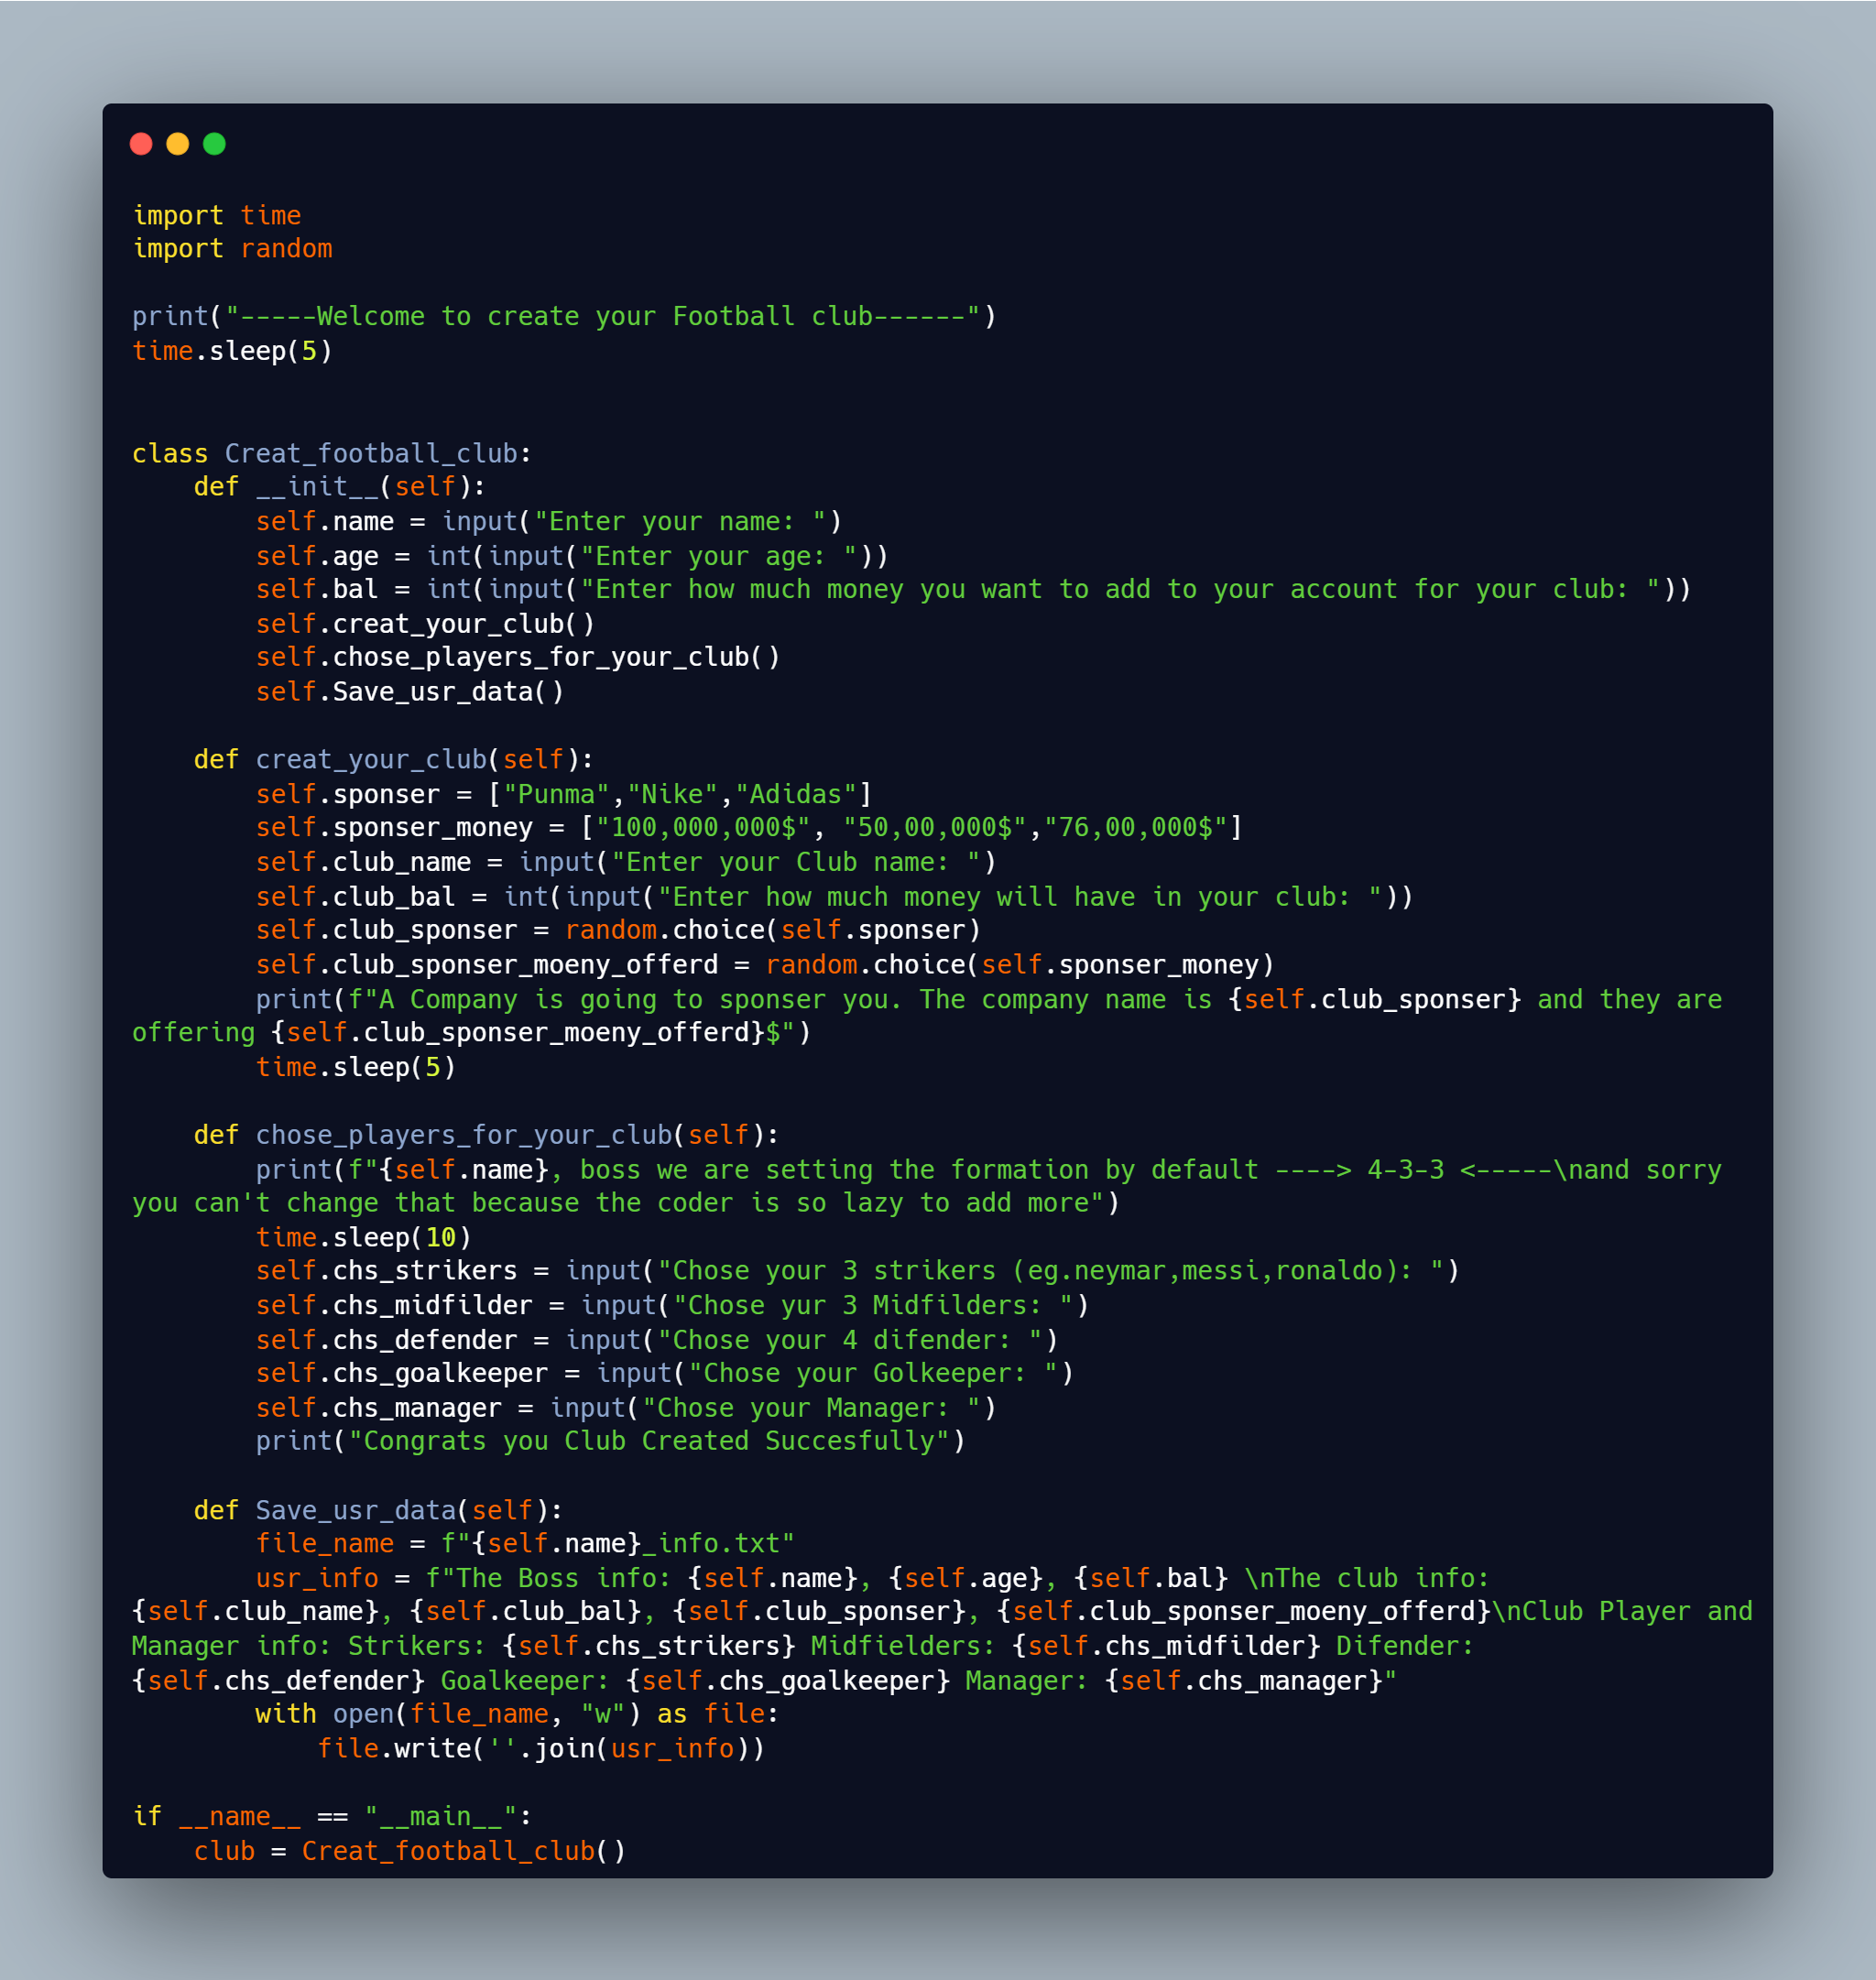 import time
import random

print("-----Welcome to create your Football club------")
time.sleep(5)


class Creat_football_club:
    def __init__(self):
        self.name = input("Enter your name: ")
        self.age = int(input("Enter your age: "))
        self.bal = int(input("Enter how much money you want to add to your account for your club: "))
        self.creat_your_club()
        self.chose_players_for_your_club()
        self.Save_usr_data()

    def creat_your_club(self):
        self.sponser = ["Punma","Nike","Adidas"]
        self.sponser_money = ["100,000,000$", "50,00,000$","76,00,000$"]
        self.club_name = input("Enter your Club name: ")
        self.club_bal = int(input("Enter how much money will have in your club: "))
        self.club_sponser = random.choice(self.sponser)
        self.club_sponser_moeny_offerd = random.choice(self.sponser_money)
        print(f"A Company is going to sponser you. The company name is {self.club_sponser} and they are
offering {self.club_sponser_moeny_offerd}$")
        time.sleep(5)

    def chose_players_for_your_club(self):
        print(f"{self.name}, boss we are setting the formation by default ----> 4-3-3 <-----\nand sorry
you can't change that because the coder is so lazy to add more")
        time.sleep(10)
        self.chs_strikers = input("Chose your 3 strikers (eg.neymar,messi,ronaldo): ")
        self.chs_midfilder = input("Chose yur 3 Midfilders: ")
        self.chs_defender = input("Chose your 4 difender: ")
        self.chs_goalkeeper = input("Chose your Golkeeper: ")
        self.chs_manager = input("Chose your Manager: ")
        print("Congrats you Club Created Succesfully")

    def Save_usr_data(self):
        file_name = f"{self.name}_info.txt"
        usr_info = f"The Boss info: {self.name}, {self.age}, {self.bal} \nThe club info:
{self.club_name}, {self.club_bal}, {self.club_sponser}, {self.club_sponser_moeny_offerd}\nClub Player and
Manager info: Strikers: {self.chs_strikers} Midfielders: {self.chs_midfilder} Difender:
{self.chs_defender} Goalkeeper: {self.chs_goalkeeper} Manager: {self.chs_manager}"
        with open(file_name, "w") as file:
            file.write(''.join(usr_info))

if __name__ == "__main__":
    club = Creat_football_club()